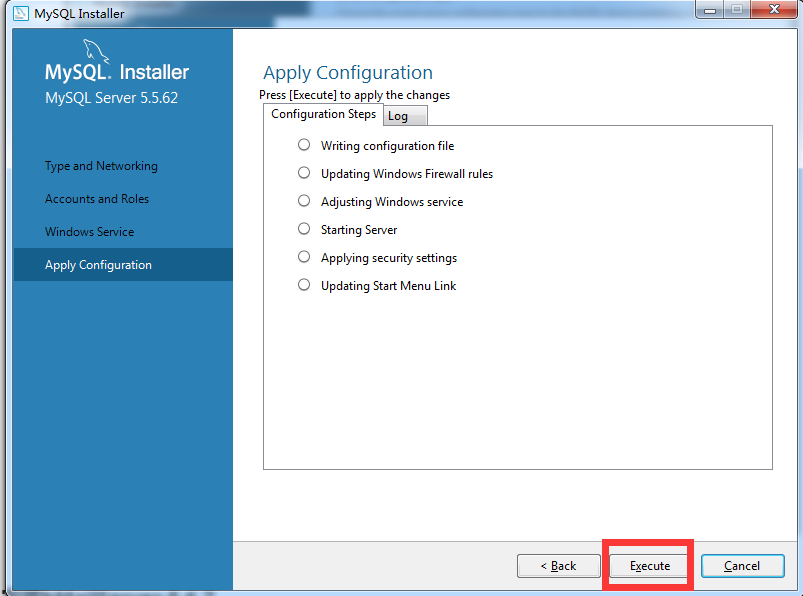 MySQL Installer
MySQL. Installer
MySQL Server 5.5.62
Type and Networking
Accounts and Roles
Windows Service
Apply Configuration
Apply Configuration
Press [Execute] to apply the changes
Configuration Steps
Log
Writing configuration file
Updating Windows Firewall rules
Adjusting Windows service
Starting Server
Applying security settings
Updating Start Menu Link
< Back
Execute
Cancel